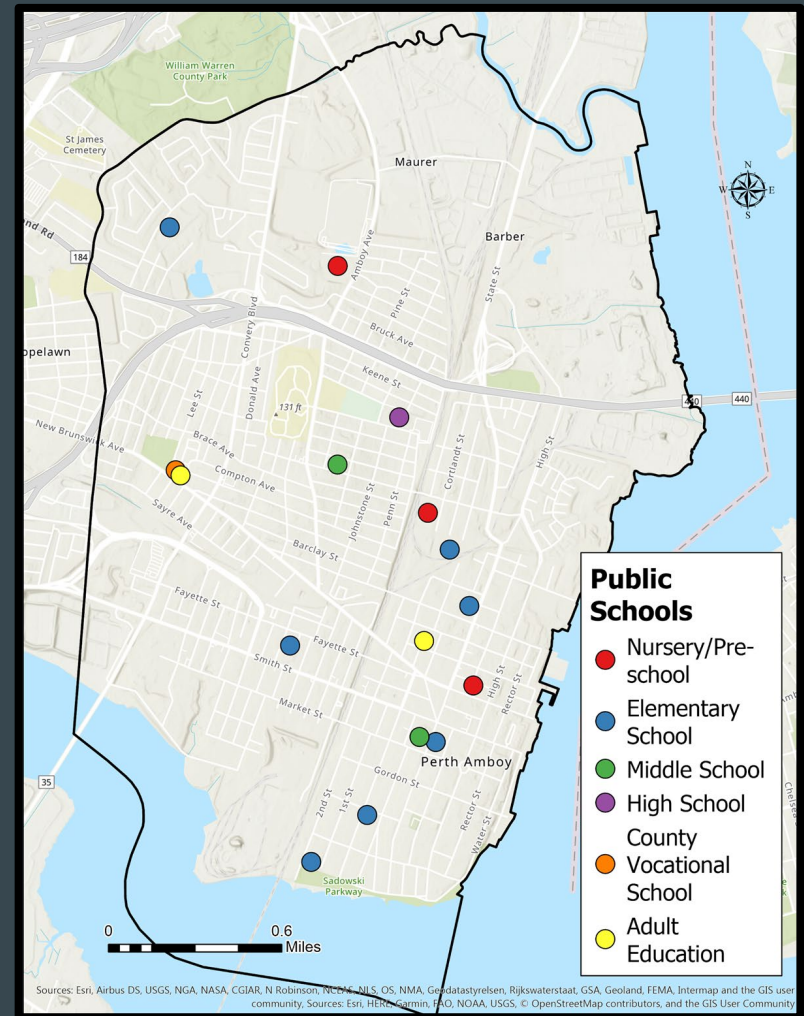 William Warren
County Park
St James
Cemetery
Maurer
N
W
E
S
Barber
184
Amboy Ave
State St
Pine St
Convery Blvd
Bruck Ave
Keene St
Donald Ave
Lee St
131 ft
440
440
New Brunswick Ave
Brace Ave
Compton Ave
High St
Cortlandt St
Johnstone St
Penn St
Sayre Ave
Barclay St
Fayette St
Fayette St
Smith St
High St
Rector St
Market St
Perth Amboy
Gordon St
35
2nd St
1st St
Rector St
Water St
Sadowski
Parkway
Public
Schools
Nursery/Pre-
school
Elementary
School
Middle School
High School
County
Vocational
School
Adult
Education
0
0.6
Miles
Sources: Esri, Airbus DS, USGS, NGA, NASA, CGIAR, N Robinson, NCEAS, NLS, OS, NMA, Geodatastyrelsen, Rijkswaterstaat, GSA, Geoland, FEMA, Intermap and the GIS user
community, Sources: Esri, HERE, Garmin, FAO, NOAA, USGS, © OpenStreetMap contributors, and the GIS User Community